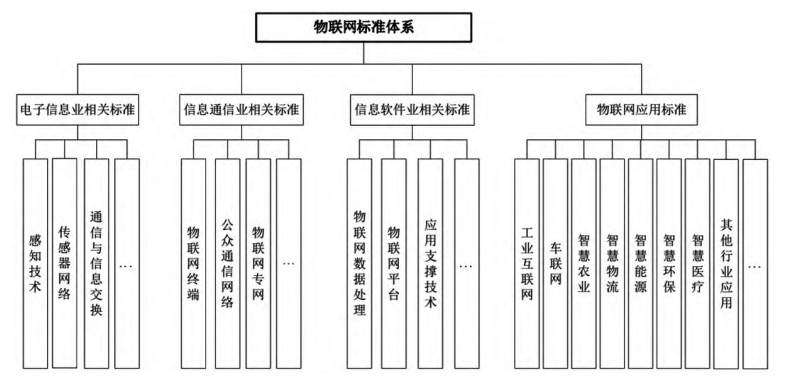 物联网标准体系
电子信息业相关标准
信息通信业相关标准
信息软件业相关标准
物联网应用标准
感知技术
传感器网络
通信与信息交换
...
物联网终端
公众通信网络
物联网专网
...
物联网数据处理
物联网平台
应用支撑技术
...
工业互联网
车联网
智慧农业
智慧物流
智慧能源
智慧环保
智慧医疗
其他行业应用
...